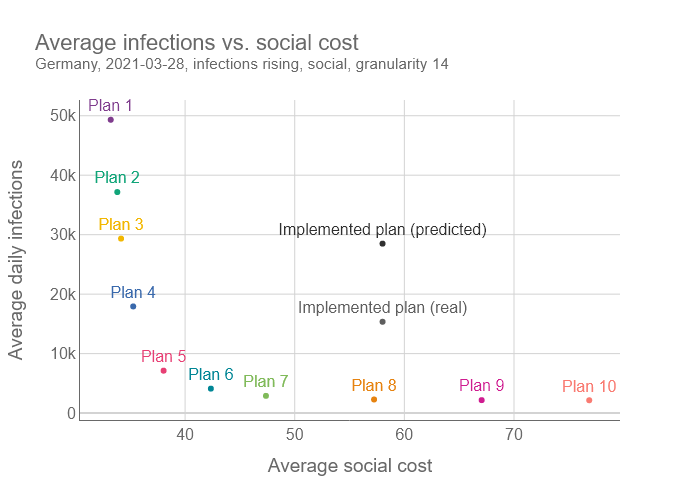 Average infections vs. social cost
Germany, 2021-03-28, infections rising, social, granularity 14
50k
Plan 1
40k
Plan 2
Plan 3
30k
Implemented plan (predicted)
20k
Plan 4
Implemented plan (real)
10k
Plan 5
Plan 6
Plan 7
Plan 8
Plan 9
Plan 10
0
40
50
60
70
Average social cost
Average daily infections